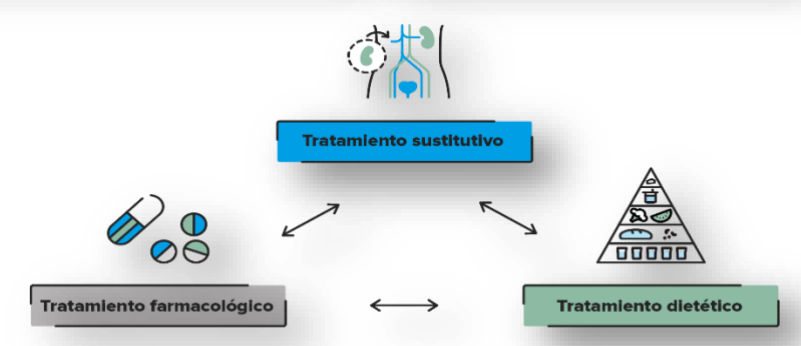 Tratamiento sustitutivo
Tratamiento farmacológico
Tratamiento dietético